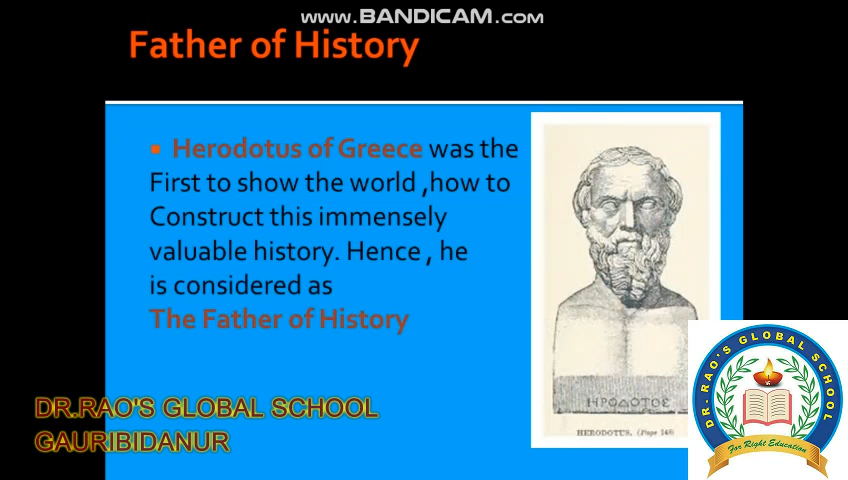 www.BANDICAM.com
Father of History
Herodotus of Greece was the
First to show the world ,how to
Construct this immensely
valuable history. Hence , he
is considered as
The Father of History
ΗΡΟΔΟΤΟΣ
HERODOTUS. (Page 148)
DR.RAO'S GLOBAL SCHOOL
GAURIBIDANUR
DR. RAO'S GLOBAL SCHOOL
For Right Education